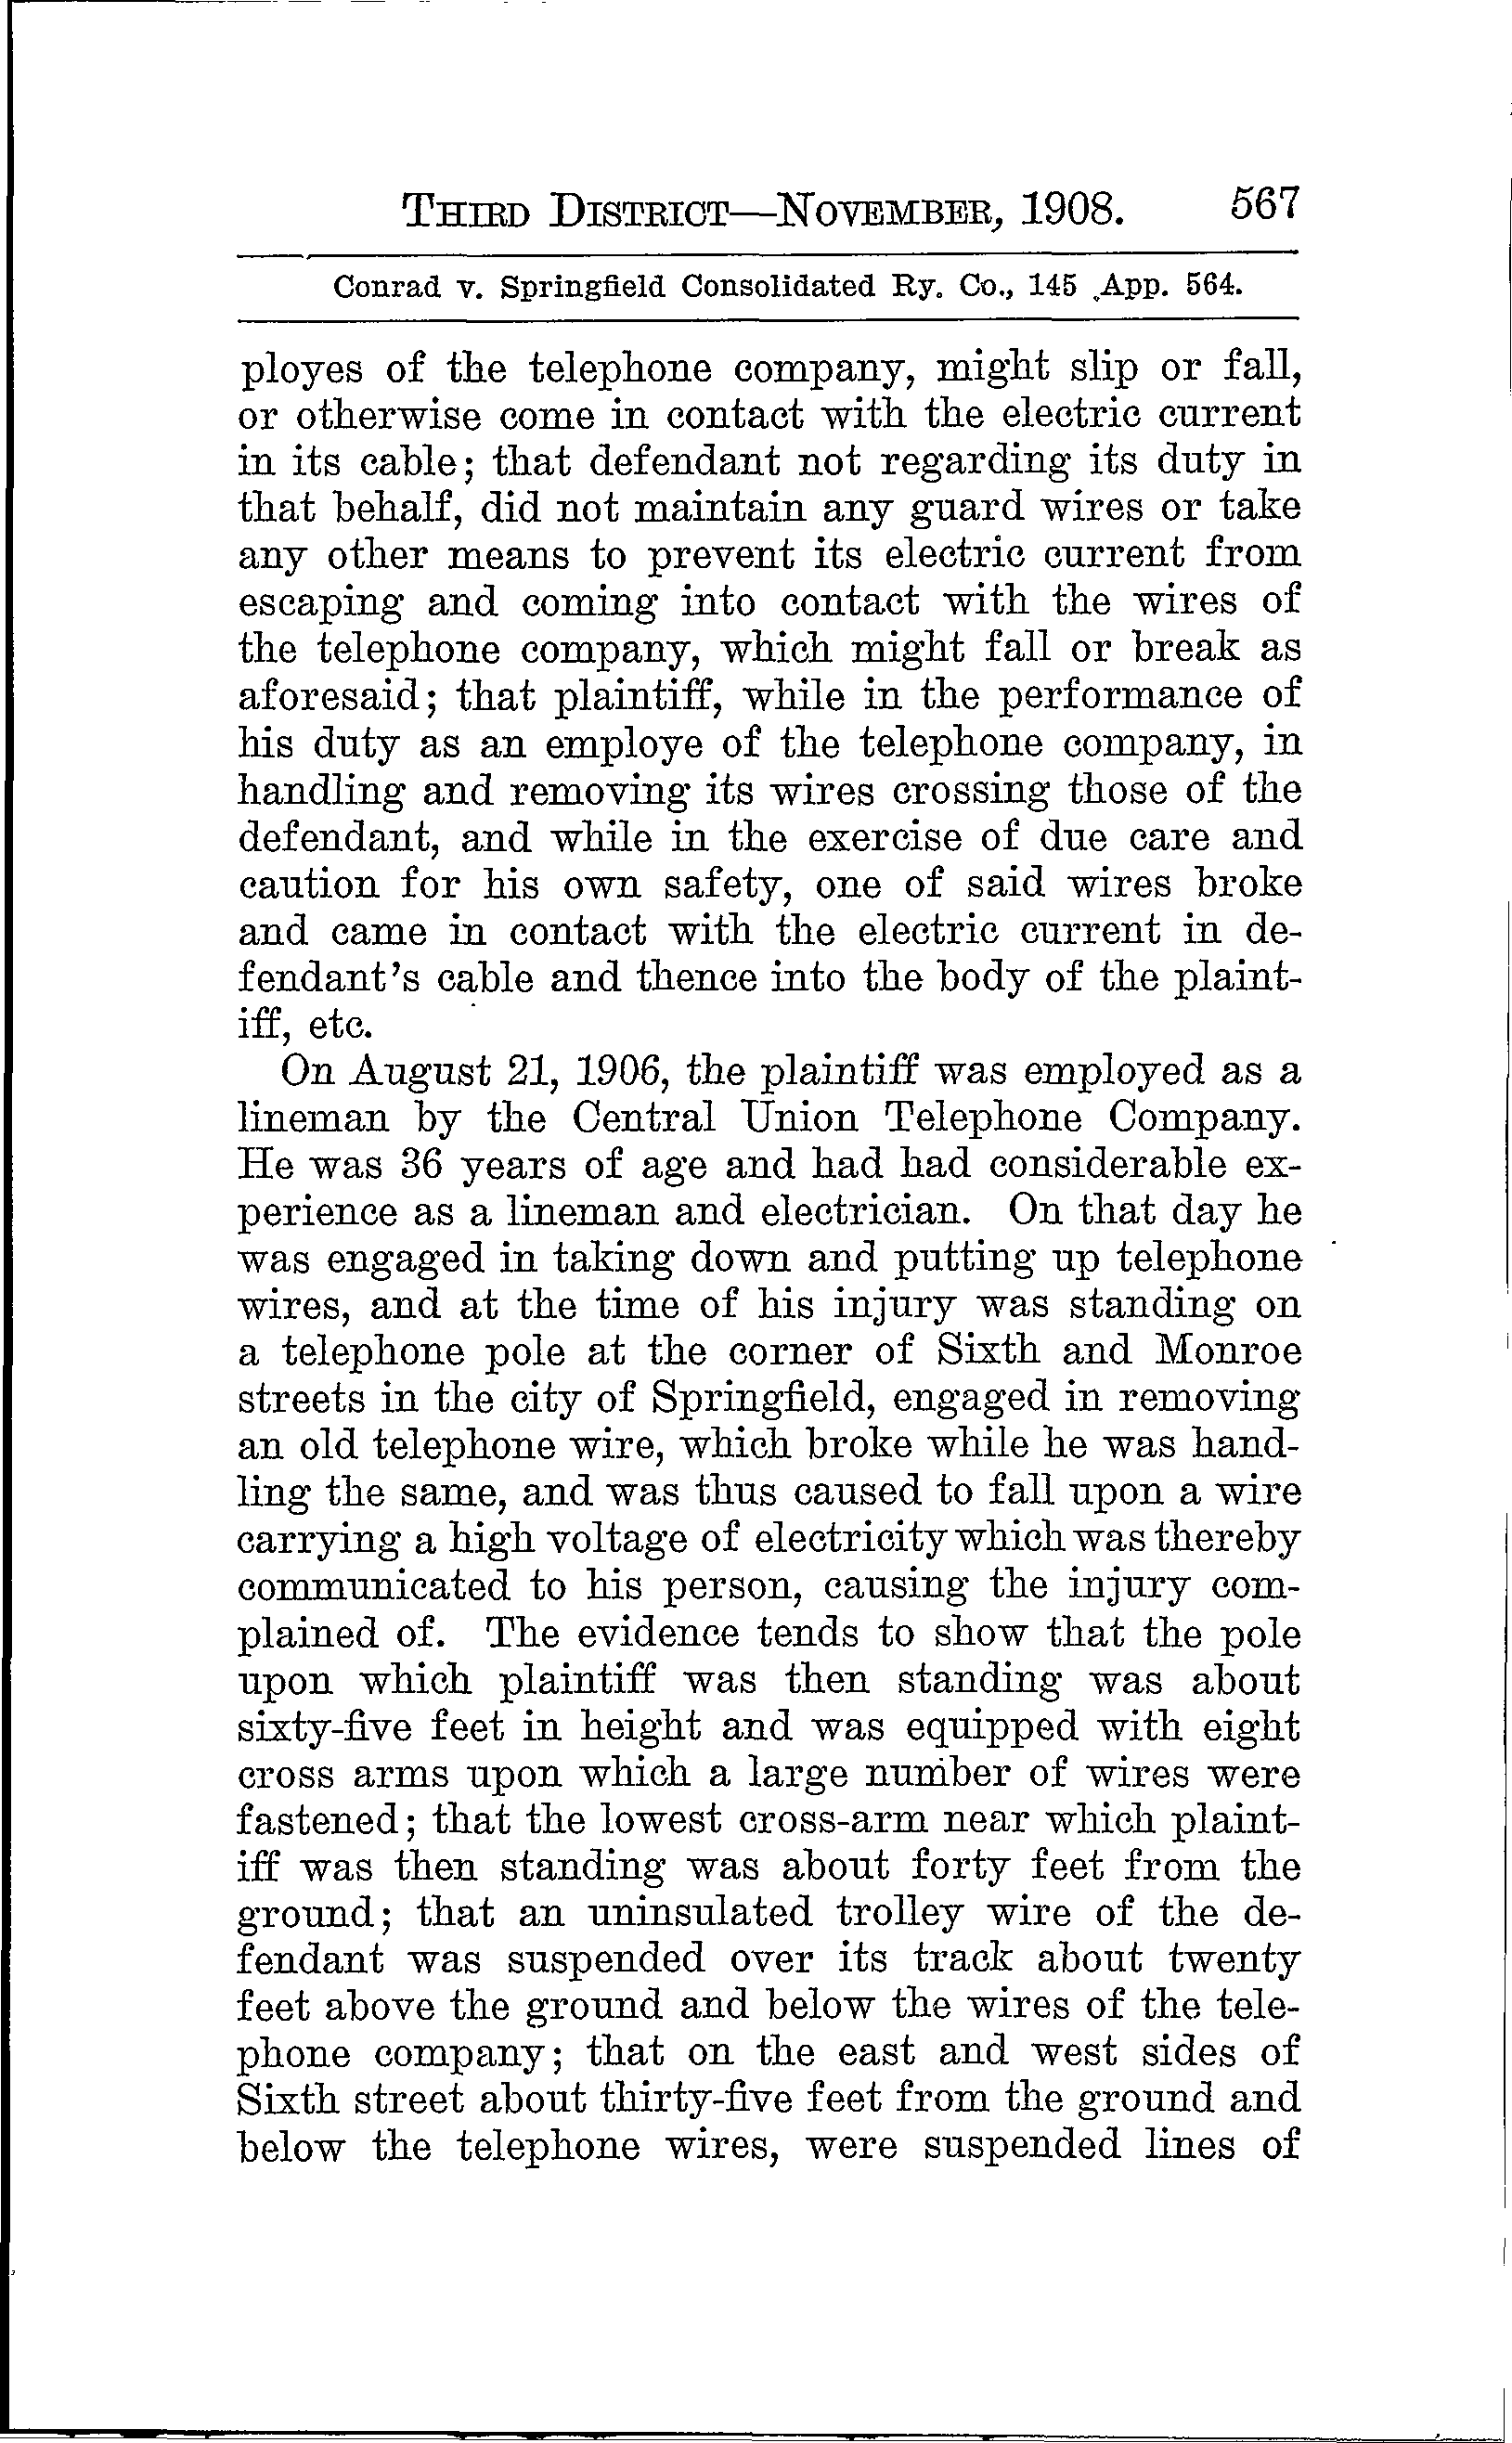 THIRD DISTRICT—NOVEMBER, 1908. 567
Conrad v. Springfield Consolidated Ry. Co., 145 App. 564.
ployes of the telephone company, might slip or fall,
or otherwise come in contact with the electric current
in its cable; that defendant not regarding its duty in
that behalf, did not maintain any guard wires or take
any other means to prevent its electric current from
escaping and coming into contact with the wires of
the telephone company, which might fall or break as
aforesaid; that plaintiff, while in the performance of
his duty as an employe of the telephone company, in
handling and removing its wires crossing those of the
defendant, and while in the exercise of due care and
caution for his own safety, one of said wires broke
and came in contact with the electric current in de-
fendant's cable and thence into the body of the plaint-
iff, etc.
On August 21, 1906, the plaintiff was employed as a
lineman by the Central Union Telephone Company.
He was 36 years of age and had had considerable ex-
perience as a lineman and electrician. On that day he
was engaged in taking down and putting up telephone
wires, and at the time of his injury was standing on
a telephone pole at the corner of Sixth and Monroe
streets in the city of Springfield, engaged in removing
an old telephone wire, which broke while he was hand-
ling the same, and was thus caused to fall upon a wire
carrying a high voltage of electricity which was thereby
communicated to his person, causing the injury com-
plained of. The evidence tends to show that the pole
upon which plaintiff was then standing was about
sixty-five feet in height and was equipped with eight
cross arms upon which a large number of wires were
fastened; that the lowest cross-arm near which plaint-
iff was then standing was about forty feet from the
ground; that an uninsulated trolley wire of the de-
fendant was suspended over its track about twenty
feet above the ground and below the wires of the tele-
phone company; that on the east and west sides of
Sixth street about thirty-five feet from the ground and
below the telephone wires, were suspended lines of